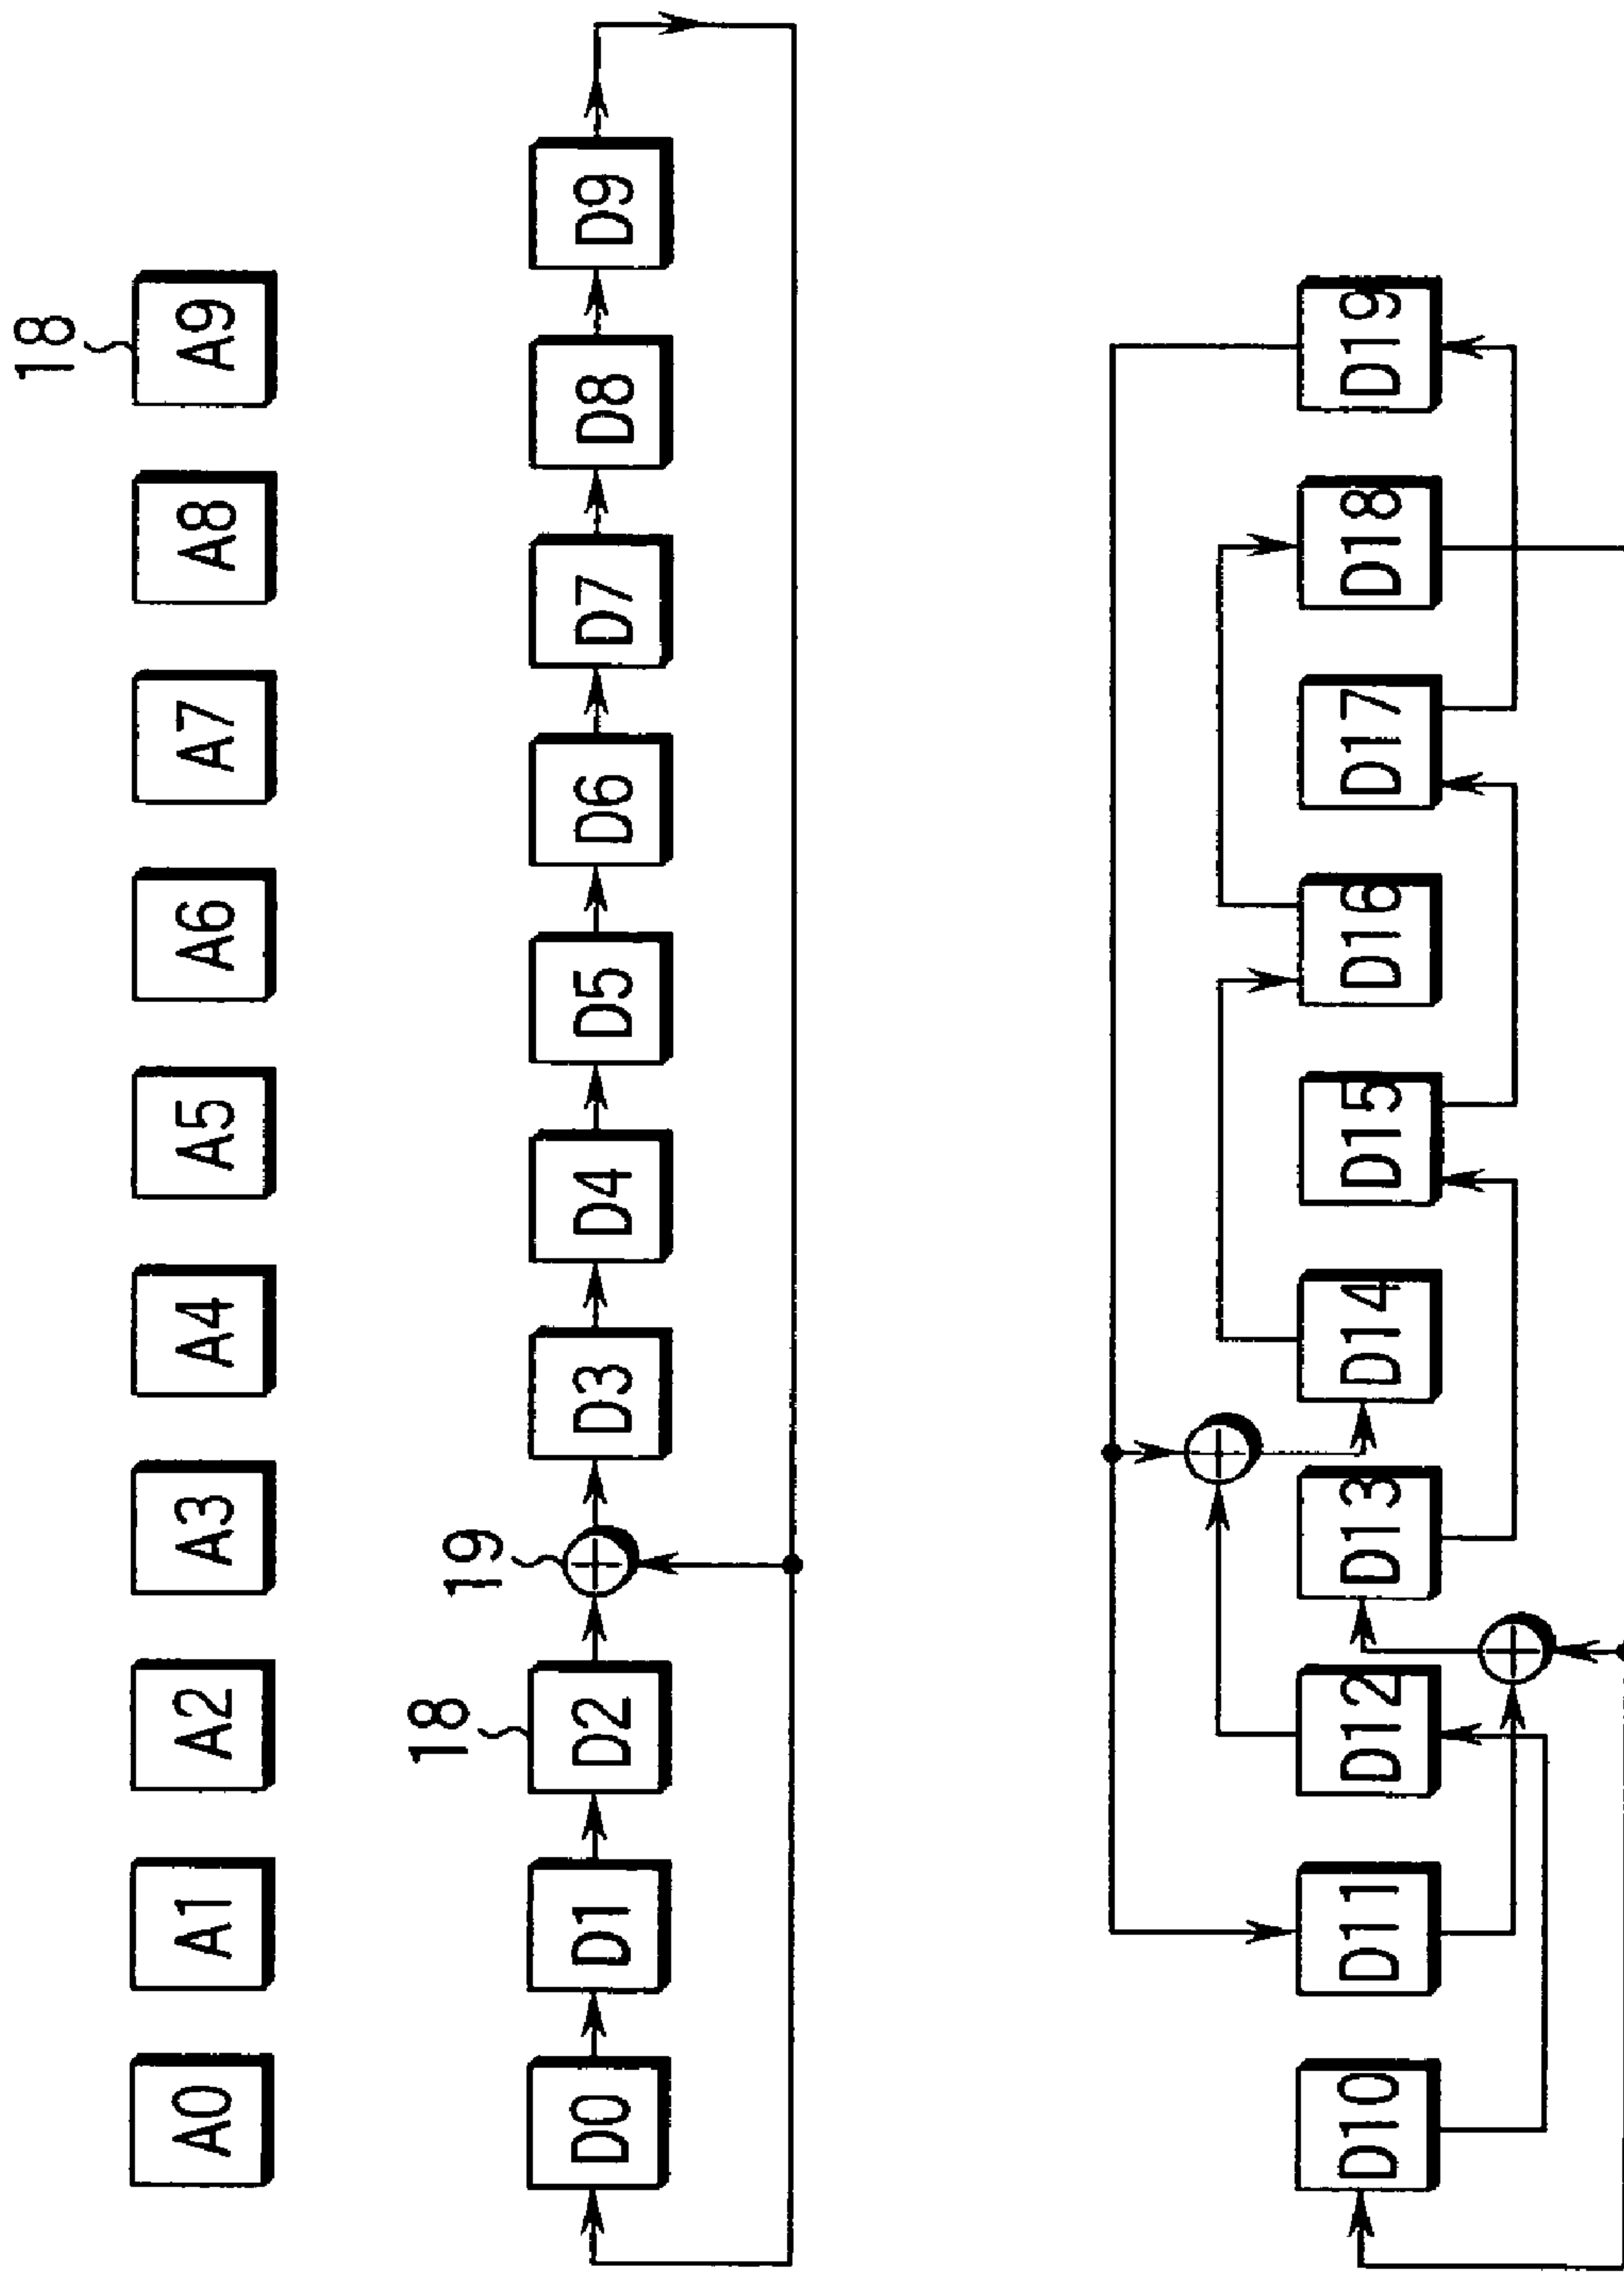 18
A0 A1 A2 A3 A4 A5 A6 A7 A8 A9
18 19
D0 D1 D2 D3 D4 D5 D6 D7 D8 D9
D10 D11 D12 D13 D14 D15 D16 D17 D18 D19